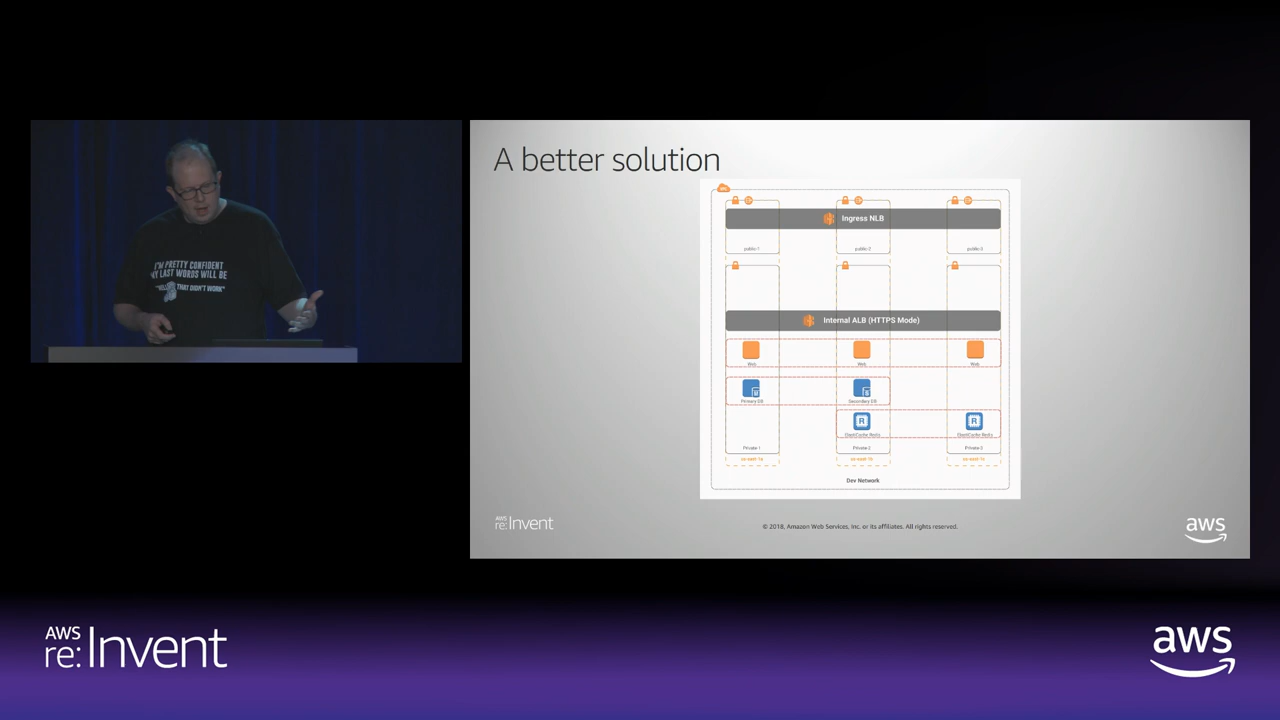 I'M PRETTY CONFIDENT
MY LAST WORDS WILL BE
THAT DIDN'T WORK"
A better solution
aws
Ingress NLB
public-1
public-2
public-3
Internal ALB (HTTPS Mode)
Web
Web
Web
Primary DB
Secondary DB
R
R
ElastiCache Redis
ElastiCache Redis
Private 1
Private 2
Private 3
Dev Network
AWS
re:Invent
© 2018, Amazon Web Services, Inc. or its affiliates. All rights reserved.
aws
AWS
re:Invent
aws